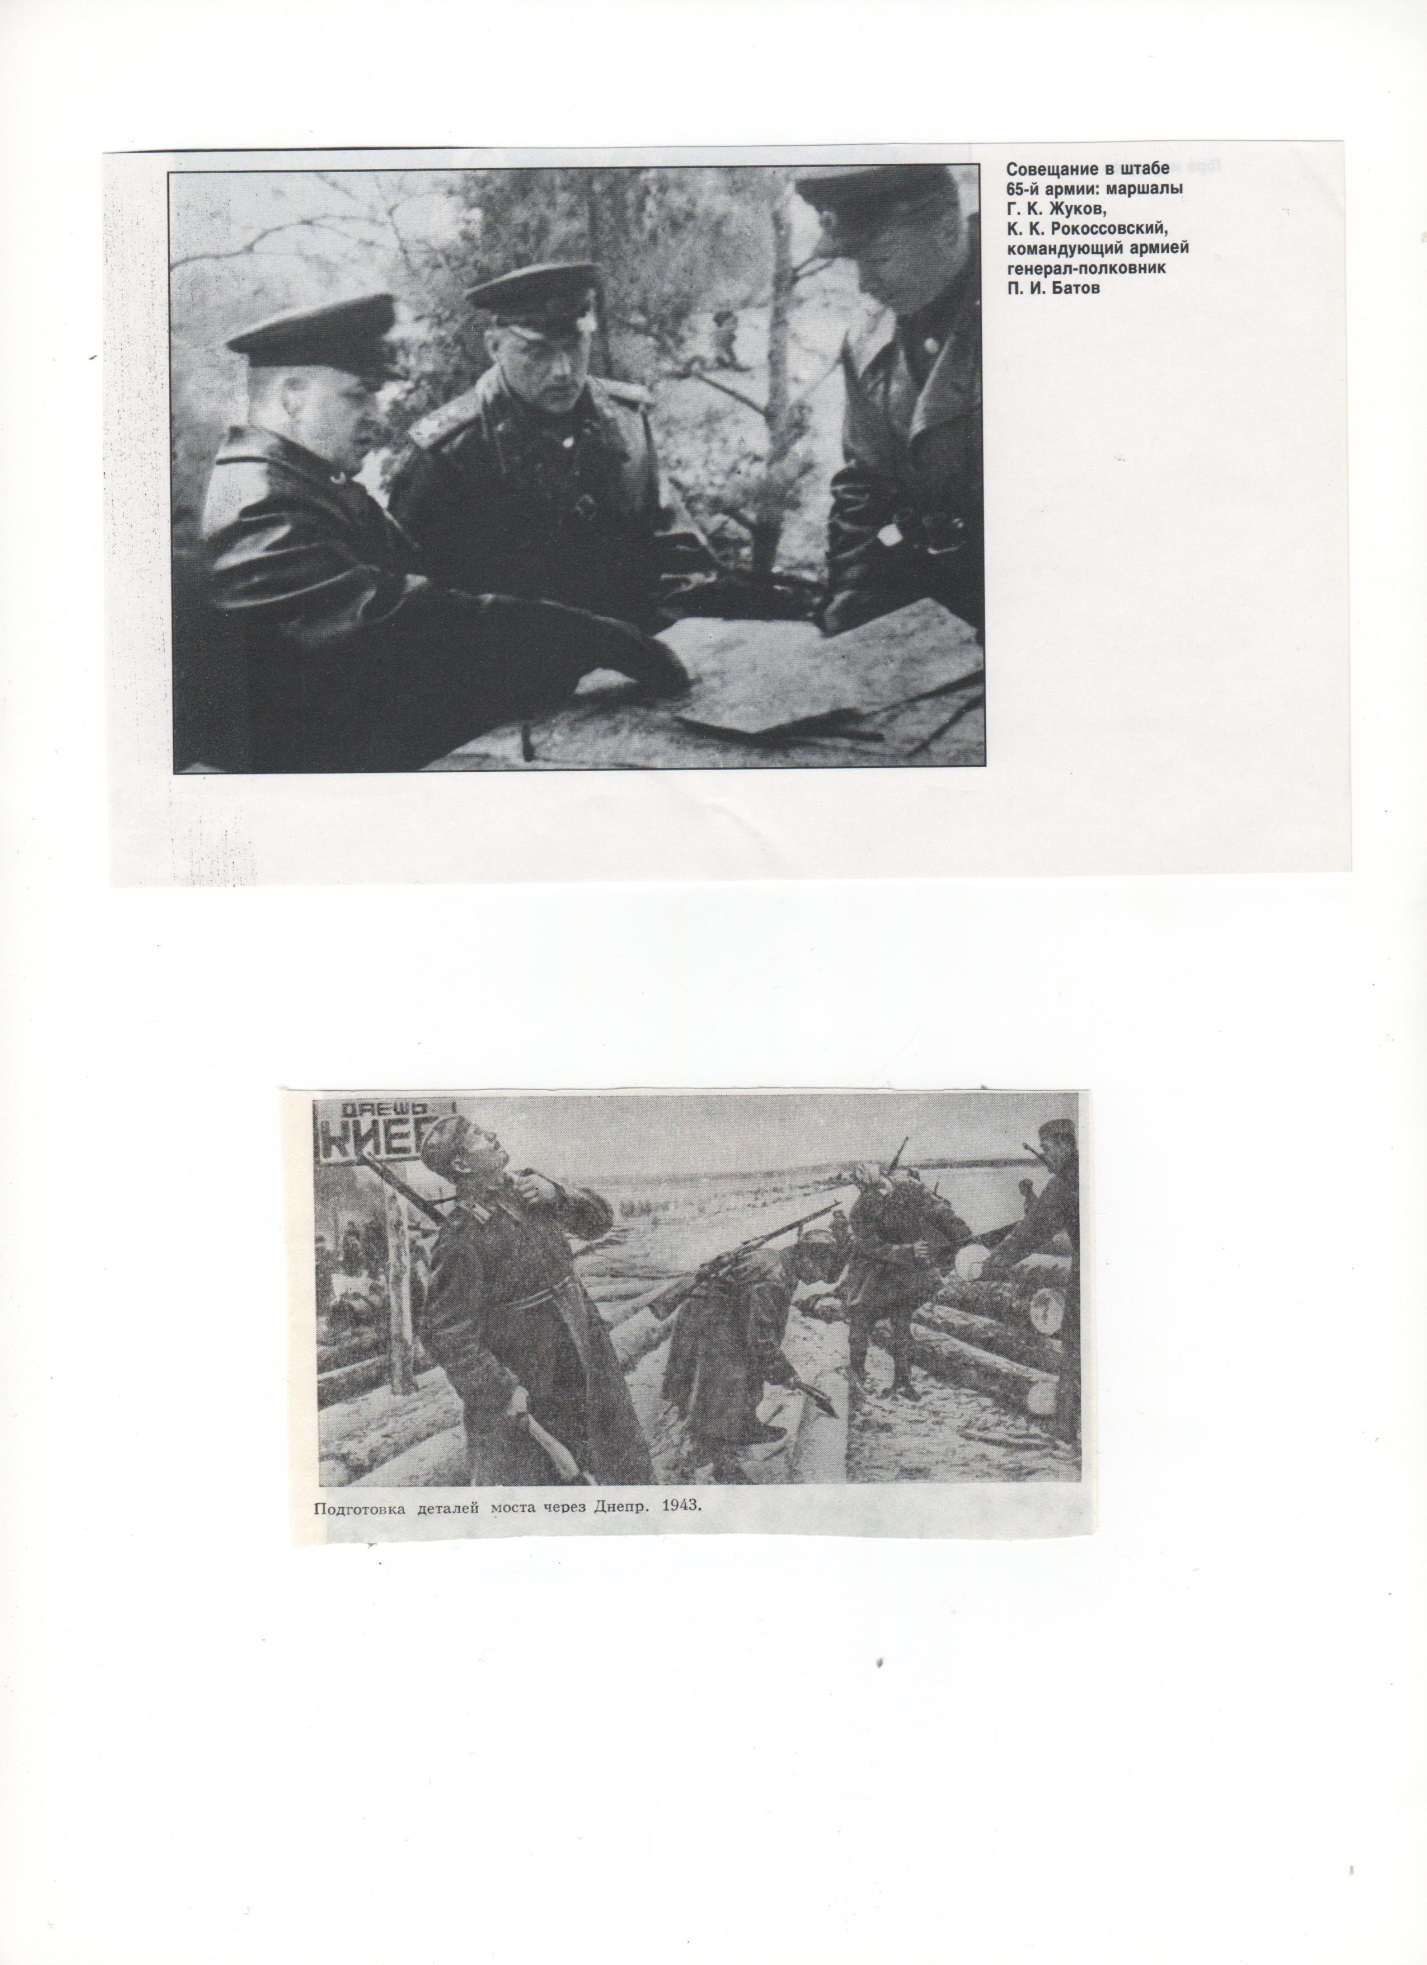 Совещание в штабе
65-й армии: маршалы
Г. К. Жуков,
К. К. Рокоссовский,
командующий армией
генерал-полковник
П. И. Батов
ДАЕШЬ
КИЕВ
Подготовка деталей моста через Днепр. 1943.